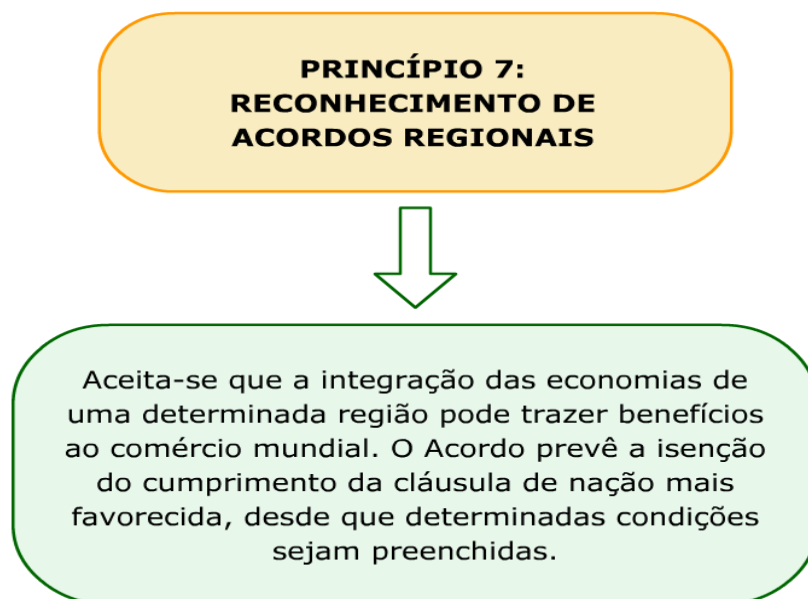 PRINCÍPIO 7:
RECONHECIMENTO DE
ACORDOS REGIONAIS
Aceita-se que a integração das economias de
uma determinada região pode trazer benefícios
ao comércio mundial. O Acordo prevê a isenção
do cumprimento da cláusula de nação mais
favorecida, desde que determinadas condições
sejam preenchidas.